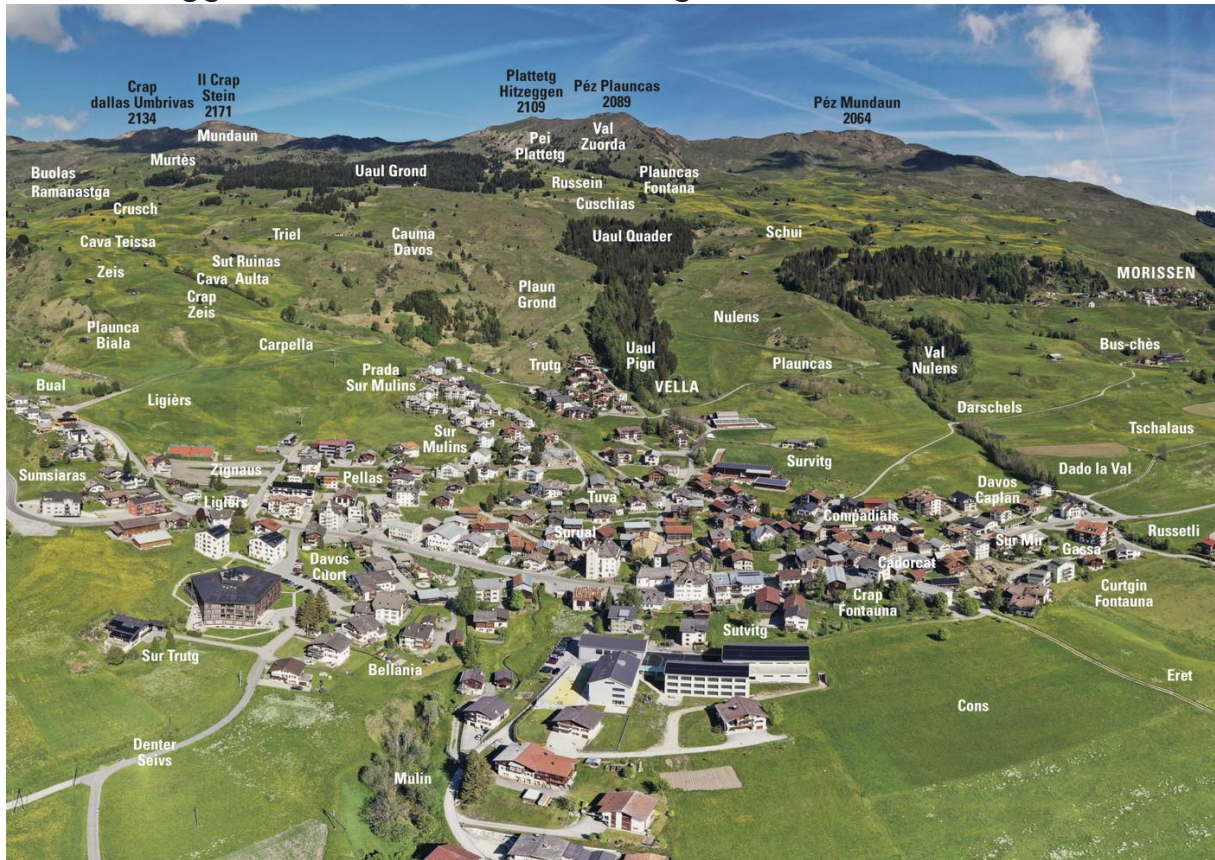 Crap
dallas Umbrivas
2134
Il Crap
Stein
2171
Plattetg
Hitzeggen
2109
Péz Plauncas
2089
Péz Mundaun
2064
Mundaun
Val
Zuorda
Pei
Plattetg
Murtès
Buolas
Ramanastga
Uaul Grond
Russein
Plauncas
Fontana
Crusch
Cuschias
Cava Teissa
Triel
Cauma
Davos
Uaul Quader
Schui
Zeis
Sut Ruinas
Cava Aulta
MORISSEN
Crap
Zeis
Plaun
Grond
Nulens
Plaunca
Biala
Carpella
Uaul
Pign
Val
Nulens
Bus-chès
Bual
Prada
Sur Mulins
Trutg
Plauncas
VELLA
Ligièrs
Darschels
Tschalaus
Sur
Mulins
Sumsiaras
Zignaus
Pellas
Survitg
Dado la Val
Davos
Caplan
Ligièrs
Tuva
Compadials
Sprual
Sur Mir
Gassa
Russetli
Davos
Cuort
Cadorcat
Crap
Fontauna
Curtgin
Fontauna
Sutvitg
Sur Trutg
Bellania
Eret
Cons
Denter
Seivs
Mulin